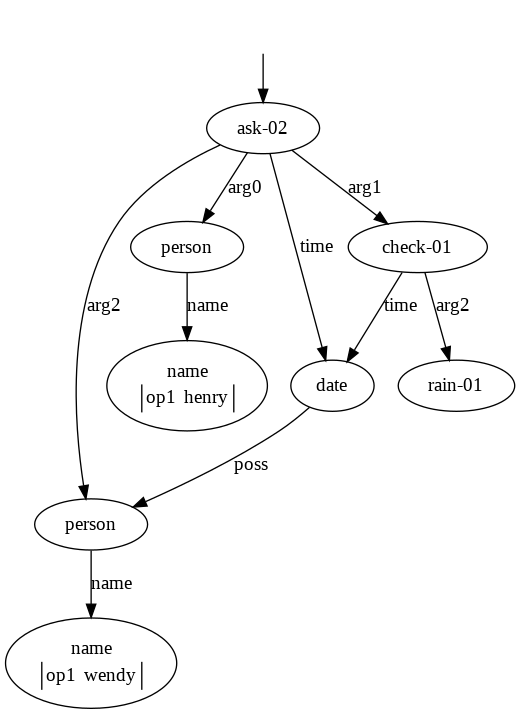 ask-02
arg0
arg1
person
time
check-01
arg2
name
time
arg2
name
op1 henry
date
rain-01
poss
person
name
name
op1 wendy